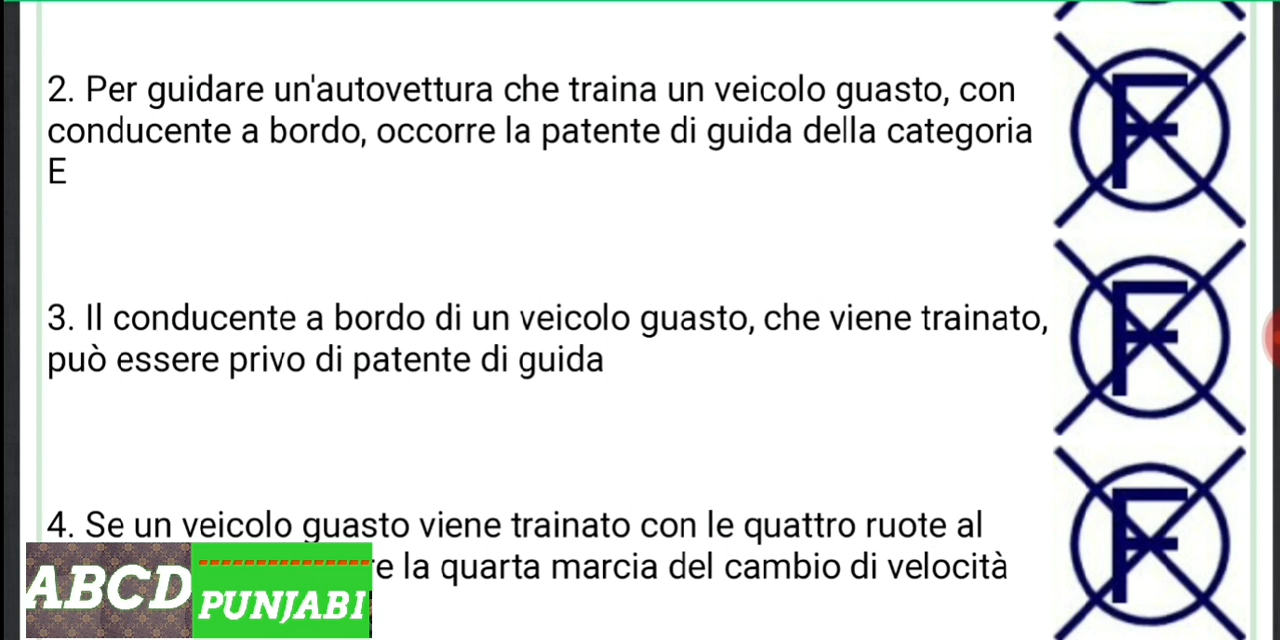 2. Per guidare un'autovettura che traina un veicolo guasto, con
conducente a bordo, occorre la patente di guida della categoria
E
F
3. Il conducente a bordo di un veicolo guasto, che viene trainato,
può essere privo di patente di guida
F
4. Se un veicolo guasto viene trainato con le quattro ruote al
la quarta marcia del cambio di velocità
F
ABCD PUNJABI